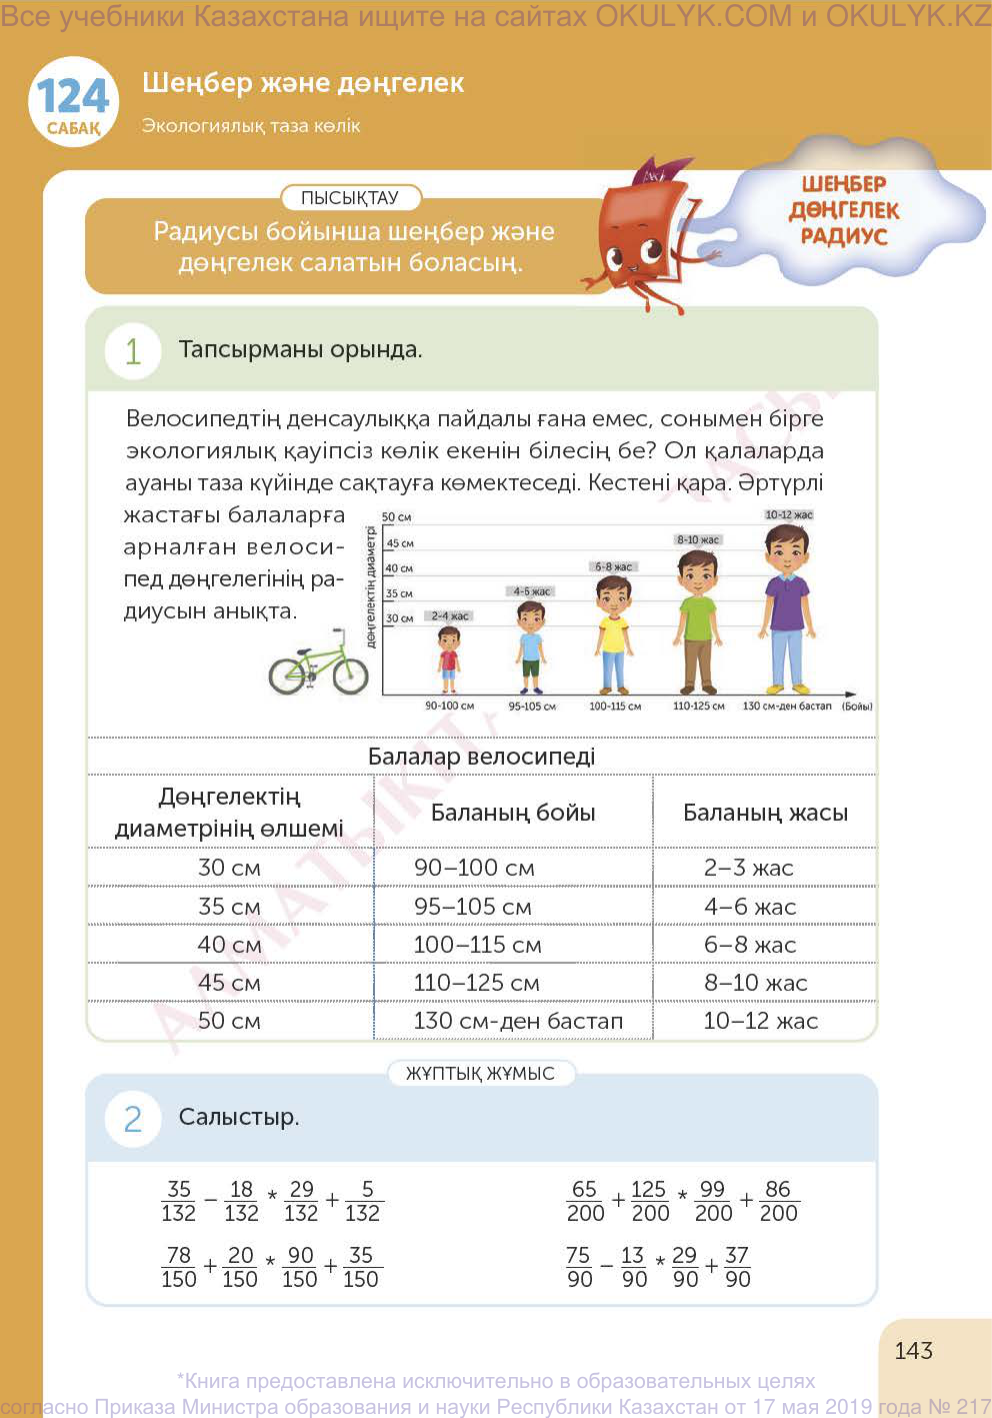 Все учебники Казахстана ищите на сайтах OKULYK.COM и OKULYK.KZ
124
САБАҚ
Шеңбер және дөңгелек
Экологиялық таза көлік
ПЫСЫҚТАУ
Радиусы бойынша шеңбер және
дөңгелек салатын боласың.
ШЕҢБЕР
ДӨҢГЕЛЕК
РАДИУС
1 Тапсырманы орында.
Велосипедтің денсаулыққа пайдалы ғана емес, сонымен бірге
экологиялық қауіпсіз көлік екенін білесің бе? Ол қалаларда
ауаны таза күйінде сақтауға көмектеседі. Кестені қара. Әртүрлі
жастағы балаларға
арналған велоси-
пед дөңгелегінің ра-
диусын анықта.
дөңгелектің диаметрі
50 см
45 см
40 см
35 см
30 см
2-4 жас
4-6 жас
6-8 жас
8-10 жас
10-12 жас
90-100 см 95-105 см 100-115 см 110-125 см 130 см-ден бастап (Бойы)
Балалар велосипеді
Дөңгелектің
диаметрінің өлшемі Баланың бойы Баланың жасы
30 см 90–100 см 2–3 жас
35 см 95–105 см 4–6 жас
40 см 100–115 см 6–8 жас
45 см 110–125 см 8–10 жас
50 см 130 см-ден бастап 10–12 жас
ЖҰПТЫҚ ЖҰМЫС
2 Салыстыр.
35/132 − 18/132 * 29/132 + 5/132 65/200 + 125/200 * 99/200 + 86/200
78/150 + 20/150 * 90/150 + 35/150 75/90 − 13/90 * 29/90 + 37/90
143
*Книга предоставлена исключительно в образовательных целях
согласно Приказа Министра образования и науки Республики Казахстан от 17 мая 2019 года № 217